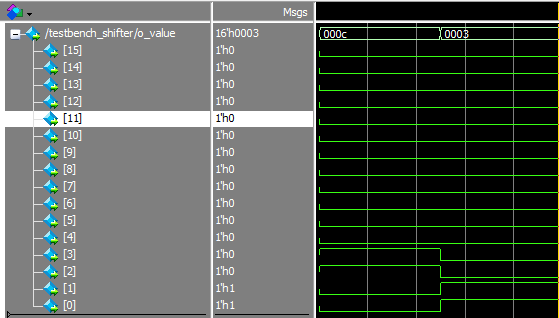 Msgs
/testbench_shifter/o_value 16'h0003 000c 0003
[15] 1'h0
[14] 1'h0
[13] 1'h0
[12] 1'h0
[11] 1'h0
[10] 1'h0
[9] 1'h0
[8] 1'h0
[7] 1'h0
[6] 1'h0
[5] 1'h0
[4] 1'h0
[3] 1'h0
[2] 1'h0
[1] 1'h1
[0] 1'h1